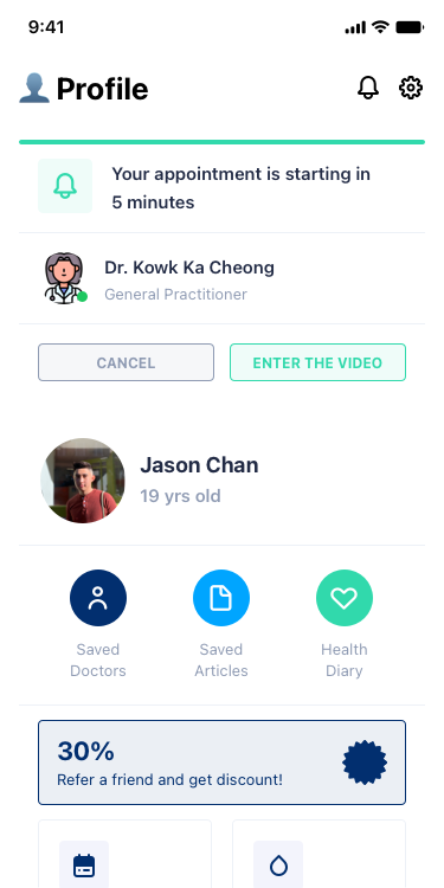 9:41
Profile
Your appointment is starting in
5 minutes
Dr. Kowk Ka Cheong
General Practitioner
CANCEL
ENTER THE VIDEO
Jason Chan
19 yrs old
Saved
Doctors
Saved
Articles
Health
Diary
30%
Refer a friend and get discount!